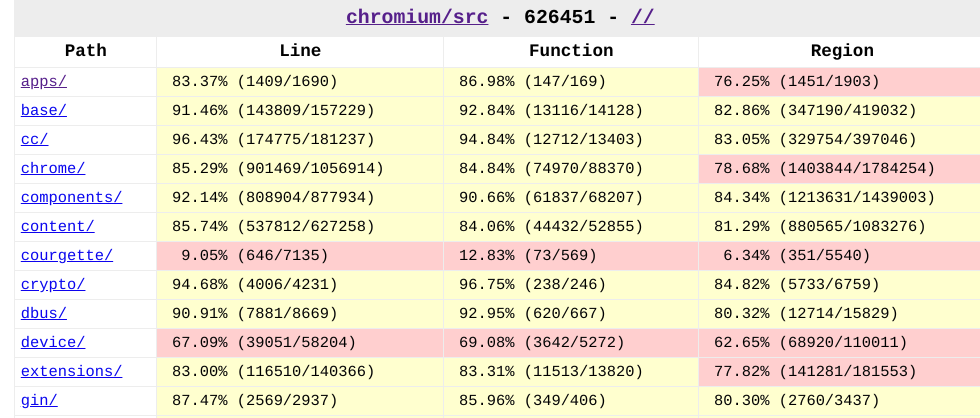 chromium/src - 626451 - //
Path Line Function Region
apps/ 83.37% (1409/1690) 86.98% (147/169) 76.25% (1451/1903)
base/ 91.46% (143809/157229) 92.84% (13116/14128) 82.86% (347190/419032)
cc/ 96.43% (174775/181237) 94.84% (12712/13403) 83.05% (329754/397046)
chrome/ 85.29% (901469/1056914) 84.84% (74970/88370) 78.68% (1403844/1784254)
components/ 92.14% (808904/877934) 90.66% (61837/68207) 84.34% (1213631/1439003)
content/ 85.74% (537812/627258) 84.06% (44432/52855) 81.29% (880565/1083276)
courgette/ 9.05% (646/7135) 12.83% (73/569) 6.34% (351/5540)
crypto/ 94.68% (4006/4231) 96.75% (238/246) 84.82% (5733/6759)
dbus/ 90.91% (7881/8669) 92.95% (620/667) 80.32% (12714/15829)
device/ 67.09% (39051/58204) 69.08% (3642/5272) 62.65% (68920/110011)
extensions/ 83.00% (116510/140366) 83.31% (11513/13820) 77.82% (141281/181553)
gin/ 87.47% (2569/2937) 85.96% (349/406) 80.30% (2760/3437)